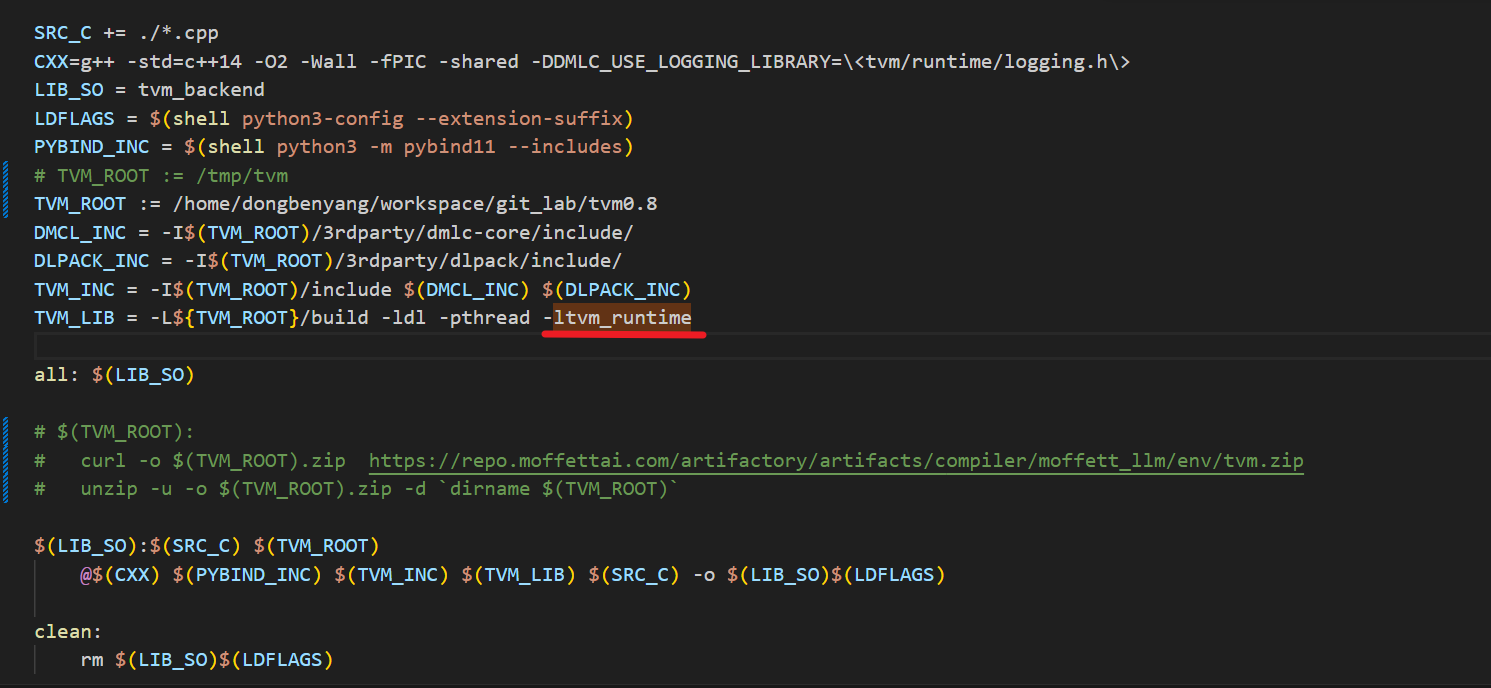 SRC_C += ./*.cpp
CXX=g++ -std=c++14 -O2 -Wall -fPIC -shared -DDMLC_USE_LOGGING_LIBRARY=\<tvm/runtime/logging.h\>
LIB_SO = tvm_backend
LDFLAGS = $(shell python3-config --extension-suffix)
PYBIND_INC = $(shell python3 -m pybind11 --includes)
# TVM_ROOT := /tmp/tvm
TVM_ROOT := /home/dongbenyang/workspace/git_lab/tvm0.8
DMCL_INC = -I$(TVM_ROOT)/3rdparty/dmlc-core/include/
DLPACK_INC = -I$(TVM_ROOT)/3rdparty/dlpack/include/
TVM_INC = -I$(TVM_ROOT)/include $(DMCL_INC) $(DLPACK_INC)
TVM_LIB = -L${TVM_ROOT}/build -ldl -pthread -ltvm_runtime
all: $(LIB_SO)
# $(TVM_ROOT):
#   curl -o $(TVM_ROOT).zip  https://repo.moffettai.com/artifactory/artifacts/compiler/moffett_llm/env/tvm.zip
#   unzip -u -o $(TVM_ROOT).zip -d `dirname $(TVM_ROOT)`
$(LIB_SO):$(SRC_C) $(TVM_ROOT)
    @$(CXX) $(PYBIND_INC) $(TVM_INC) $(TVM_LIB) $(SRC_C) -o $(LIB_SO)$(LDFLAGS)
clean:
    rm $(LIB_SO)$(LDFLAGS)